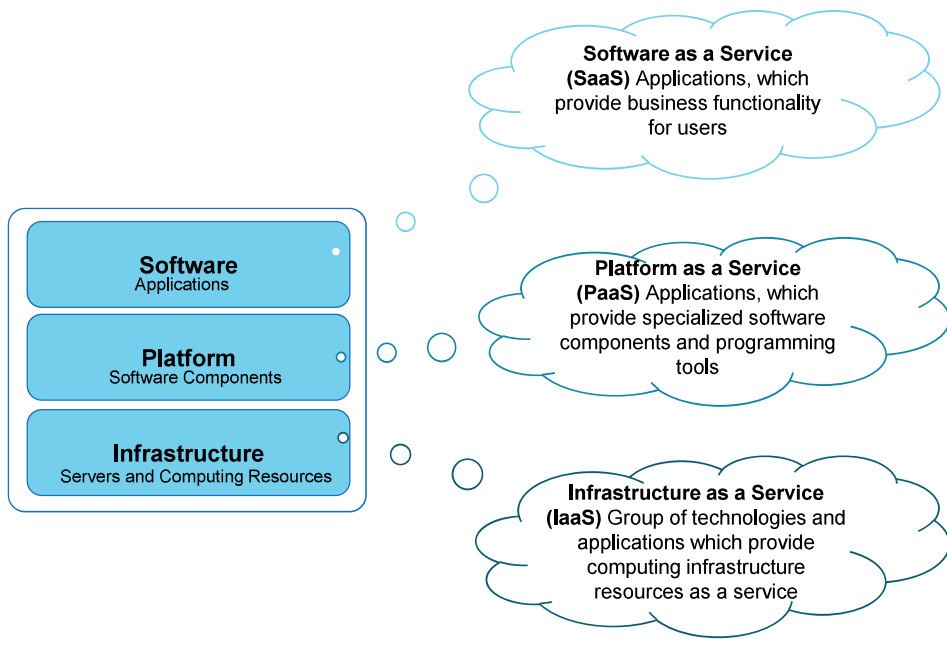 Software as a Service
(SaaS) Applications, which
provide business functionality
for users
Software
Applications
Platform as a Service
(PaaS) Applications, which
provide specialized software
components and programming
tools
Platform
Software Components
Infrastructure
Servers and Computing Resources
Infrastructure as a Service
(IaaS) Group of technologies and
applications which provide
computing infrastructure
resources as a service